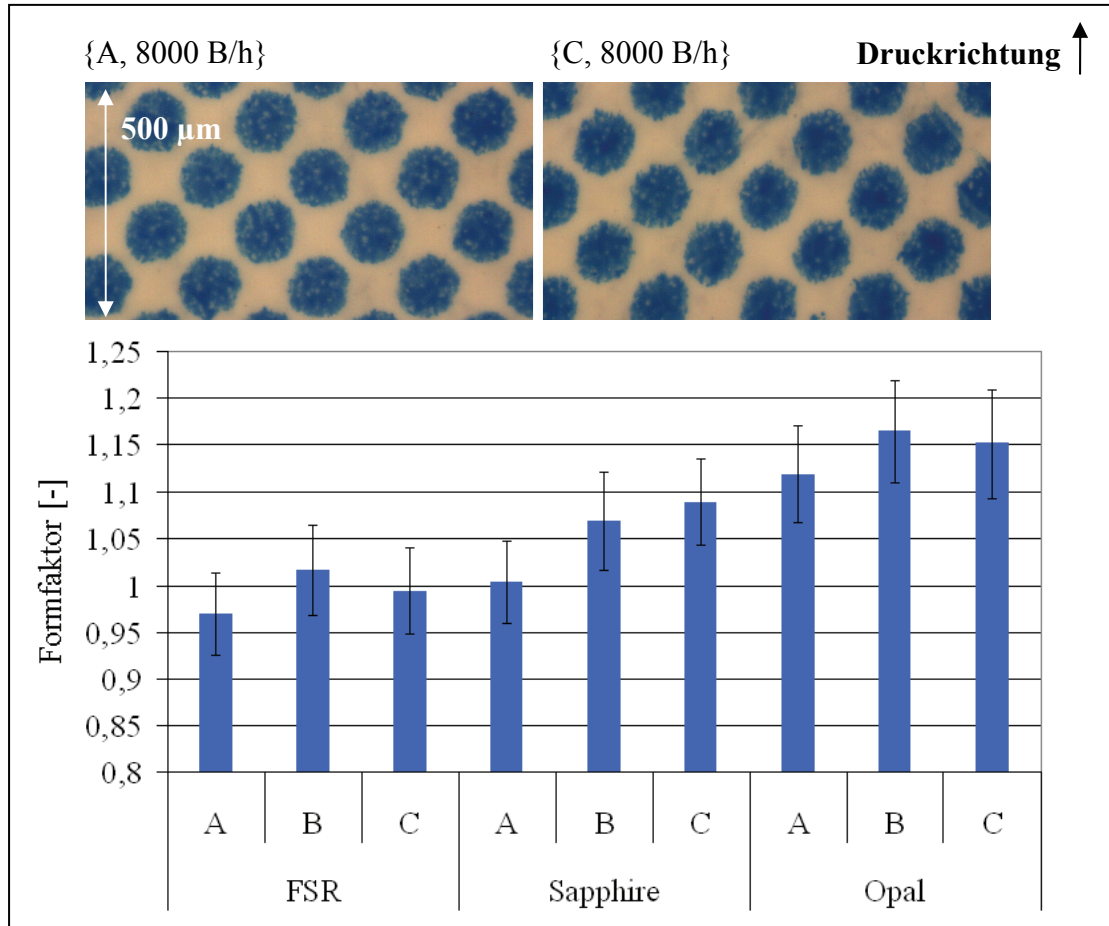 {A, 8000 B/h} {C, 8000 B/h} Druckrichtung
500 µm
1,25
1,2
1,15
1,1
1,05
1
0,95
0,9
0,85
0,8
Formfaktor [-]
A B C A B C A B C
FSR Sapphire Opal